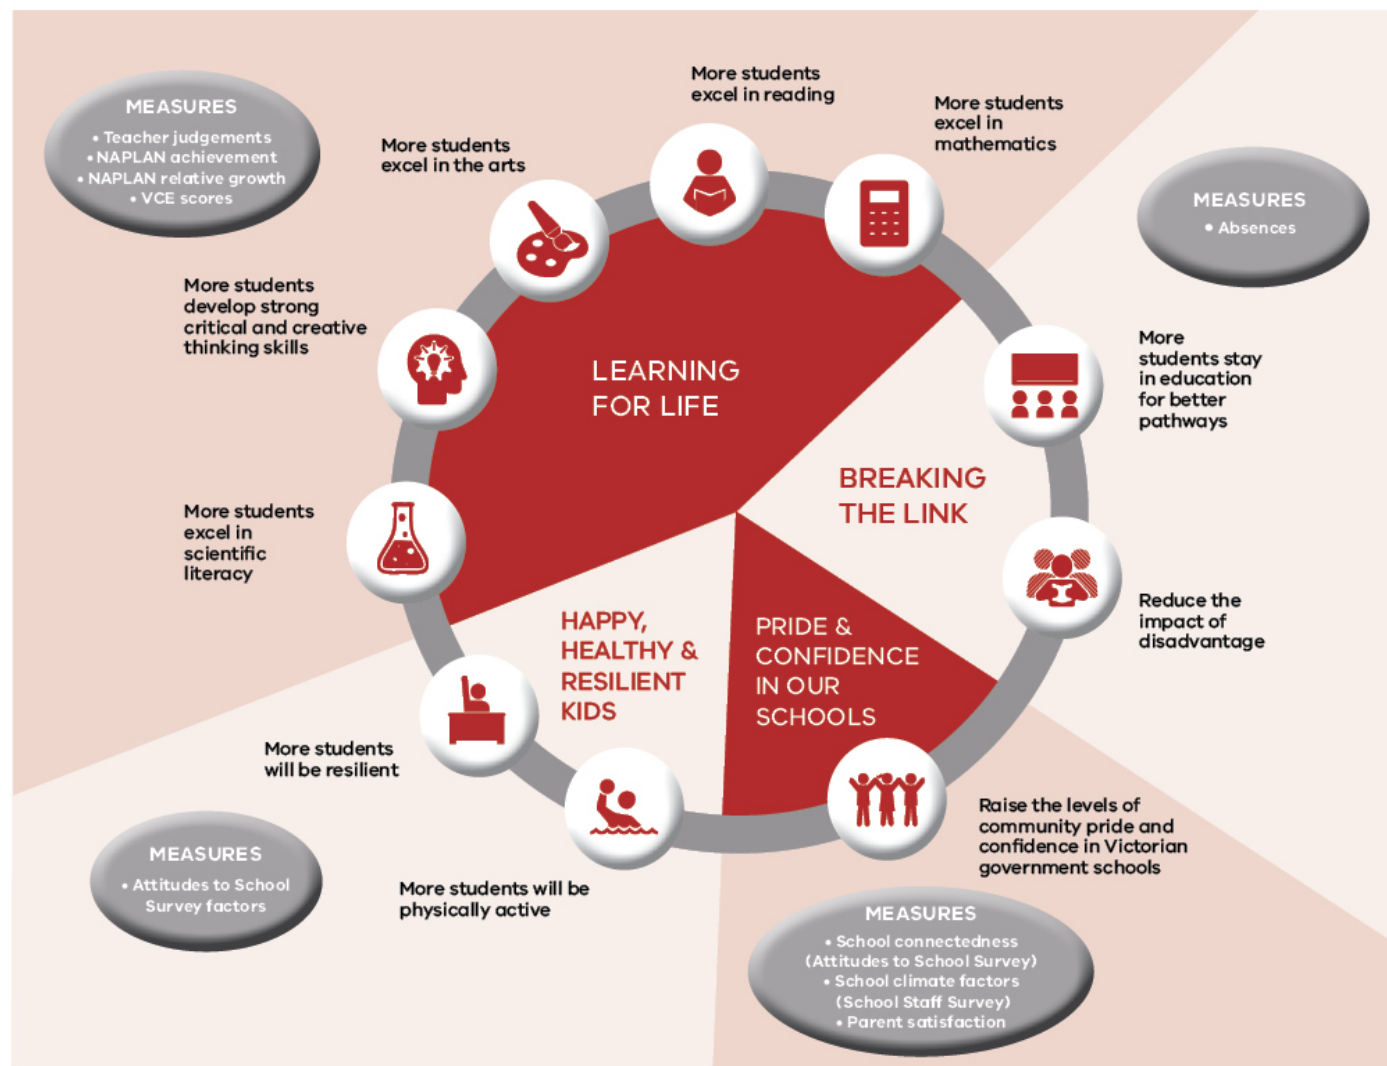 MEASURES
• Teacher judgements
• NAPLAN achievement
• NAPLAN relative growth
• VCE scores
More students
excel in the arts
More students
excel in reading
More students
excel in
mathematics
MEASURES
• Absences
More students
develop strong
critical and creative
thinking skills
LEARNING
FOR LIFE
More
students stay
in education
for better
pathways
BREAKING
THE LINK
More students
excel in
scientific
literacy
Reduce the
impact of
disadvantage
HAPPY,
HEALTHY &
RESILIENT
KIDS
PRIDE &
CONFIDENCE
IN OUR
SCHOOLS
More students
will be resilient
Raise the levels of
community pride and
confidence in Victorian
government schools
MEASURES
• Attitudes to School
Survey factors
More students will be
physically active
MEASURES
• School connectedness
(Attitudes to School Survey)
• School climate factors
(School Staff Survey)
• Parent satisfaction